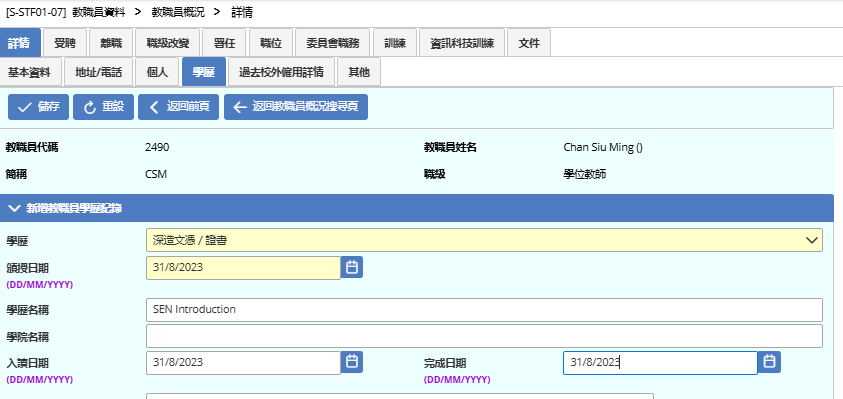 [S-STF01-07] 教職員資料 > 教職員概況 > 詳情
詳情 受聘 離職 職級改變 署任 職位 委員會職務 訓練 資訊科技訓練 文件
基本資料 地址/電話 個人 學歷 過去校外僱用詳情 其他
儲存 重設 返回前頁 返回教職員概況搜尋頁
教職員代碼 2490 教職員姓名 Chan Siu Ming ()
簡稱 CSM 職級 學位教師
新增教職員學歷紀錄
學歷 深造文憑 / 證書
頒授日期 31/8/2023
(DD/MM/YYYY)
學歷名稱 SEN Introduction
學院名稱
入讀日期 31/8/2023 完成日期 31/8/2023
(DD/MM/YYYY) (DD/MM/YYYY)